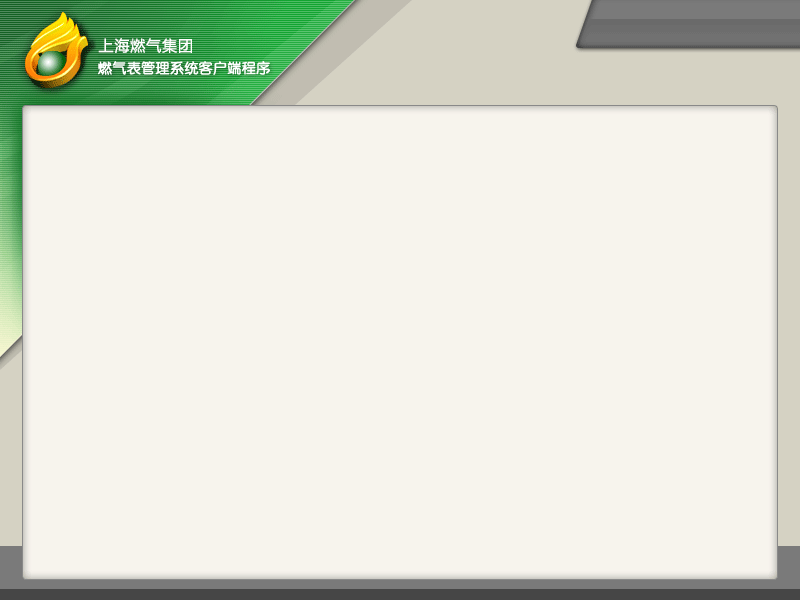 上海燃气集团
燃气表管理系统客户端程序